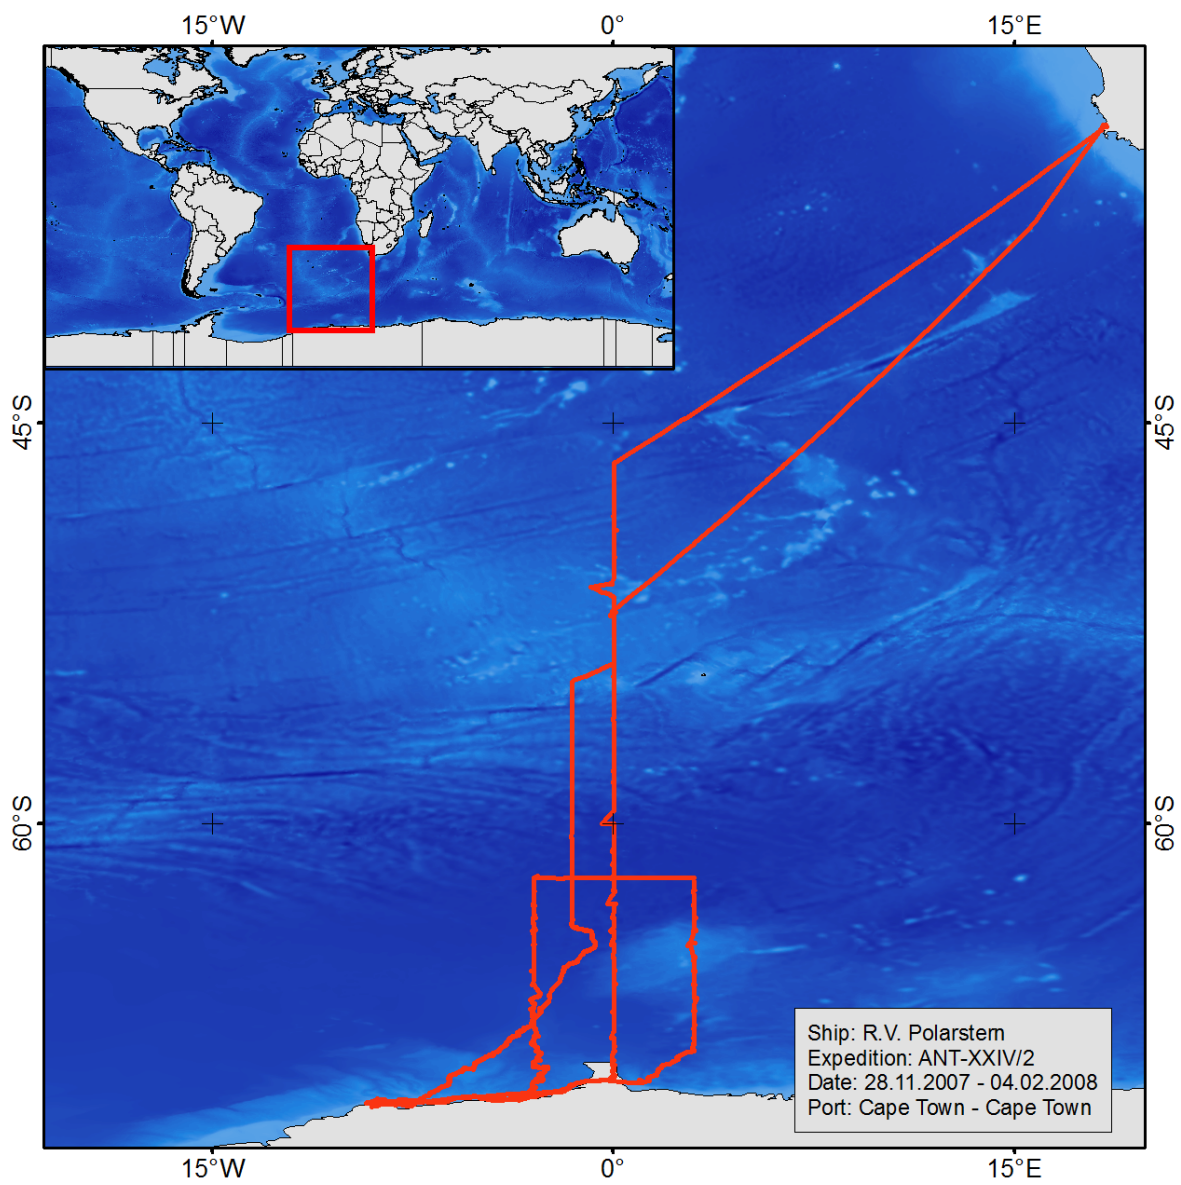 15°W 0° 15°E
45°S 45°S
60°S 60°S
Ship: R.V. Polarstern
Expedition: ANT-XXIV/2
Date: 28.11.2007 - 04.02.2008
Port: Cape Town - Cape Town
15°W 0° 15°E